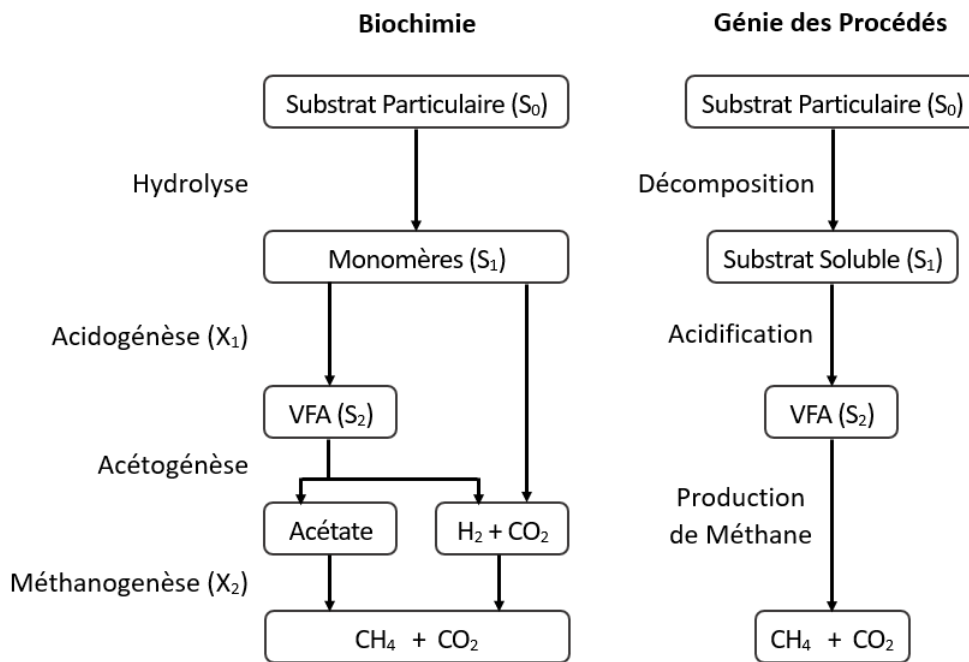 Biochimie
Substrat Particulaire (S₀)
Hydrolyse
Monomères (S₁)
Acidogénèse (X₁)
VFA (S₂)
Acétogénèse
Acétate
H₂ + CO₂
Méthanogenèse (X₂)
CH₄ + CO₂
Génie des Procédés
Substrat Particulaire (S₀)
Décomposition
Substrat Soluble (S₁)
Acidification
VFA (S₂)
Production
de Méthane
CH₄ + CO₂